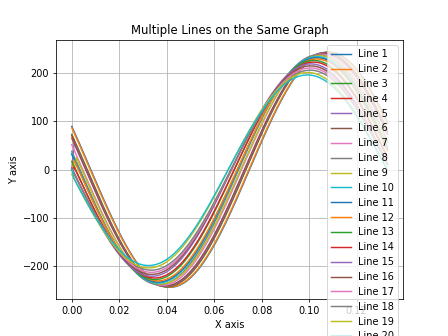 Multiple Lines on the Same Graph
Y axis
200
100
0
−100
−200
0.00
0.02
0.04
0.06
0.08
0.10
X axis
Line 1
Line 2
Line 3
Line 4
Line 5
Line 6
Line 7
Line 8
Line 9
Line 10
Line 11
Line 12
Line 13
Line 14
Line 15
Line 16
Line 17
Line 18
Line 19
Line 20